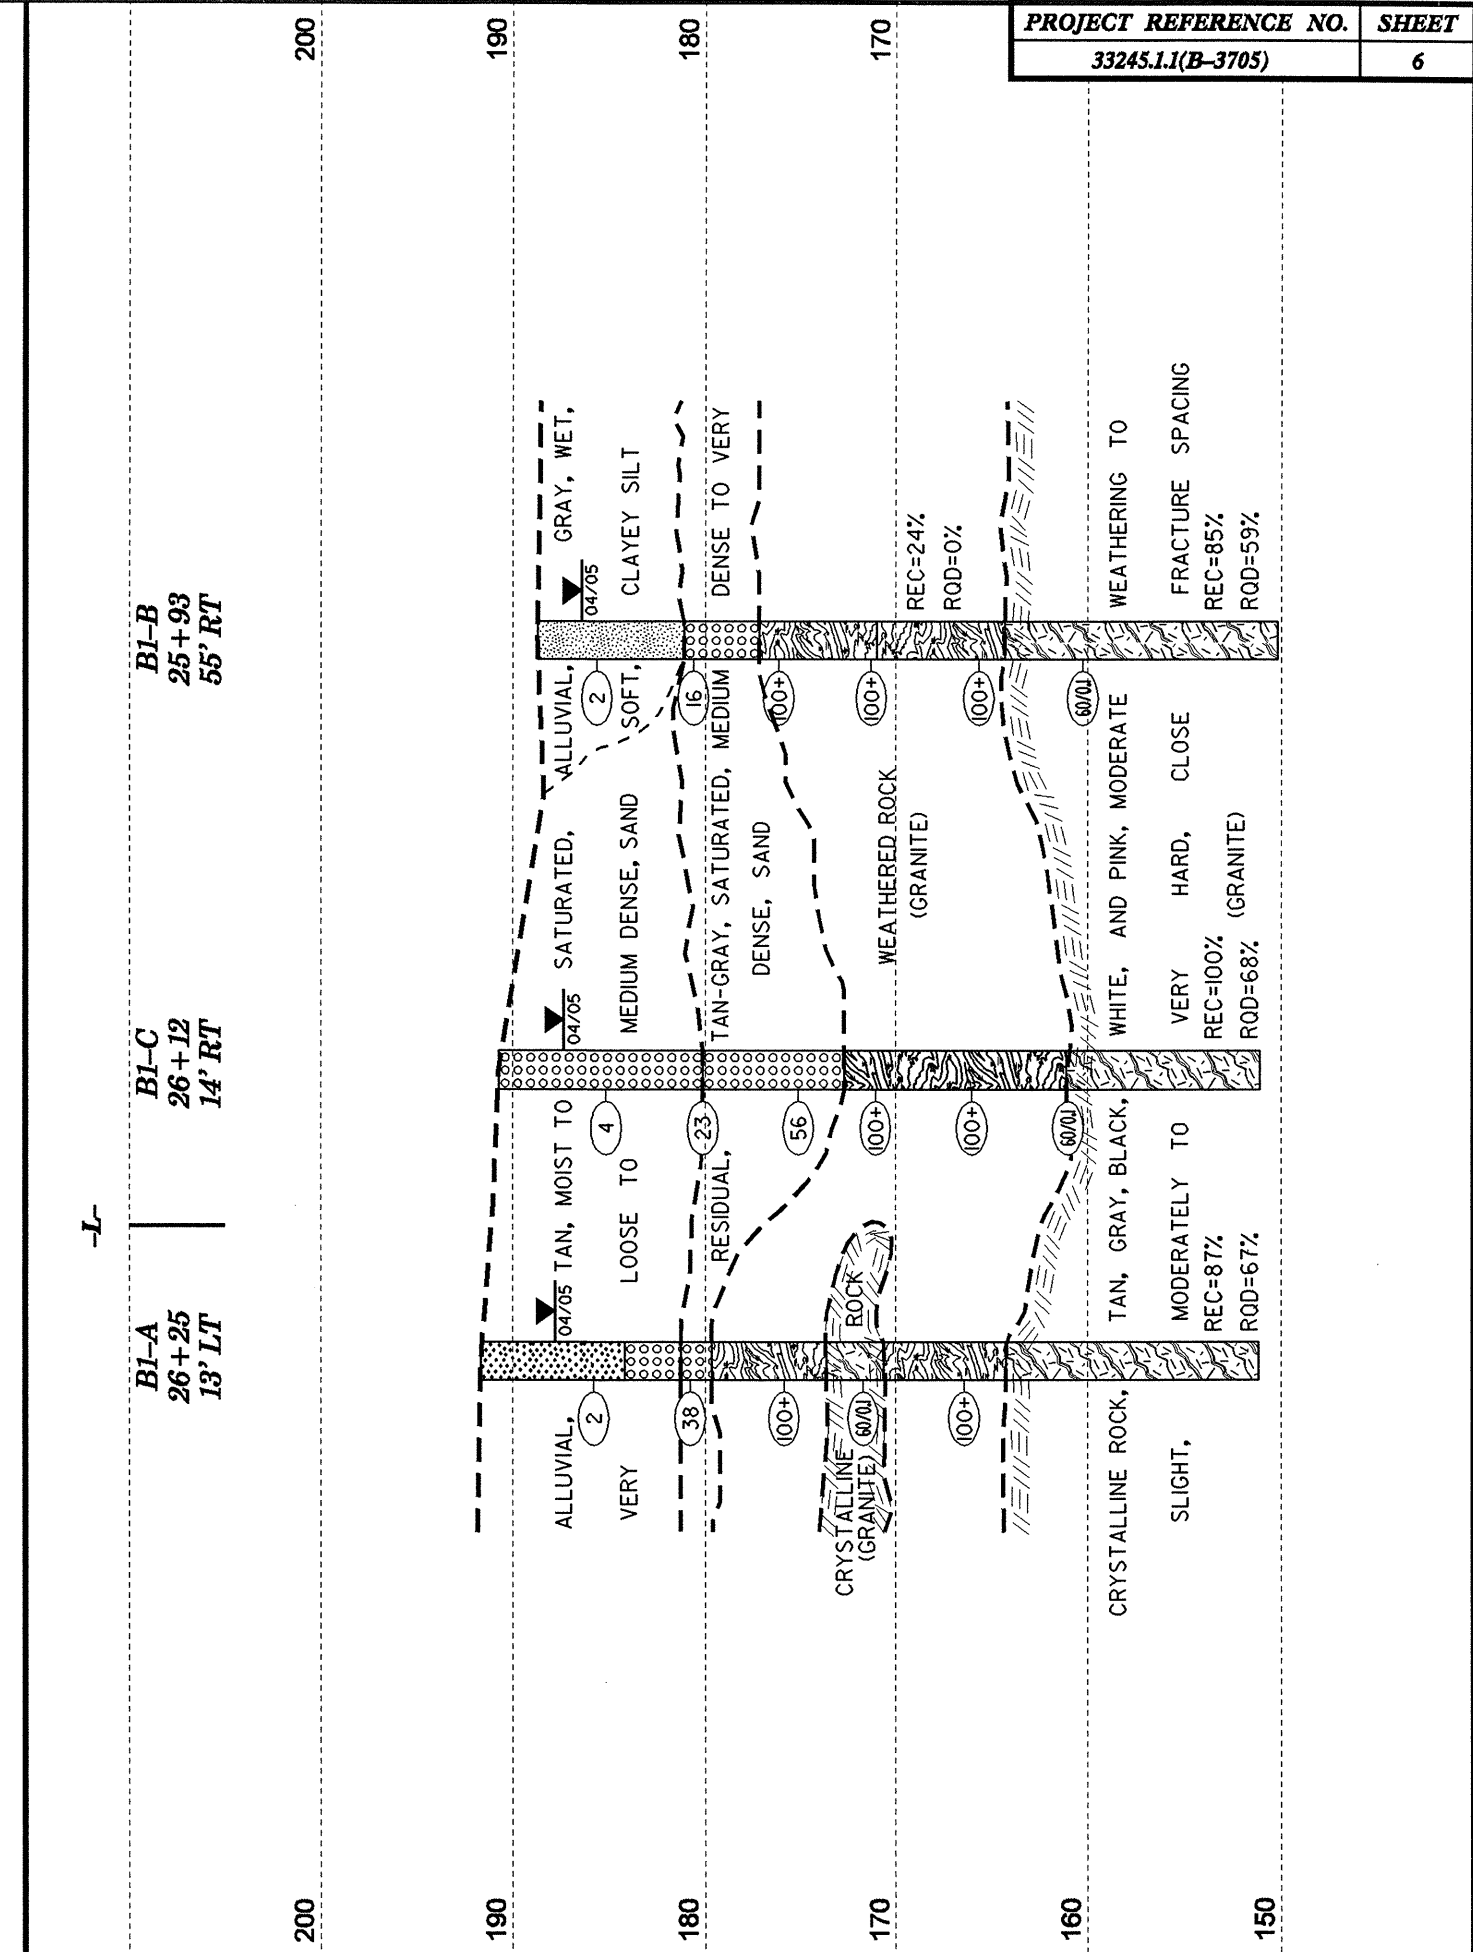 PROJECT REFERENCE NO. SHEET
33245.1.1(B-3705) 6
-L-
B1-A
26+25
13' LT
B1-C
26+12
14' RT
B1-B
25+93
55' RT
200 200
190 190
ALLUVIAL, 04/05 TAN, MOIST TO 04/05 SATURATED, ALLUVIAL, 04/05 GRAY, WET,
2 4 2
VERY LOOSE TO MEDIUM DENSE, SAND SOFT, CLAYEY SILT
180 180
38 23 16
RESIDUAL, TAN-GRAY, SATURATED, MEDIUM DENSE TO VERY
DENSE, SAND
100+ 56 100+
CRYSTALLINE ROCK
(GRANITE)
60/0.1 100+ 100+
170 170
WEATHERED ROCK
(GRANITE)
REC=24%
RQD=0%
100+ 100+ 100+
160
60/0.1 60/0.1
CRYSTALLINE ROCK, TAN, GRAY, BLACK, WHITE, AND PINK, MODERATE WEATHERING TO
SLIGHT, MODERATELY TO VERY HARD, CLOSE FRACTURE SPACING
REC=87% REC=100% REC=85%
RQD=67% RQD=68% (GRANITE) RQD=59%
150